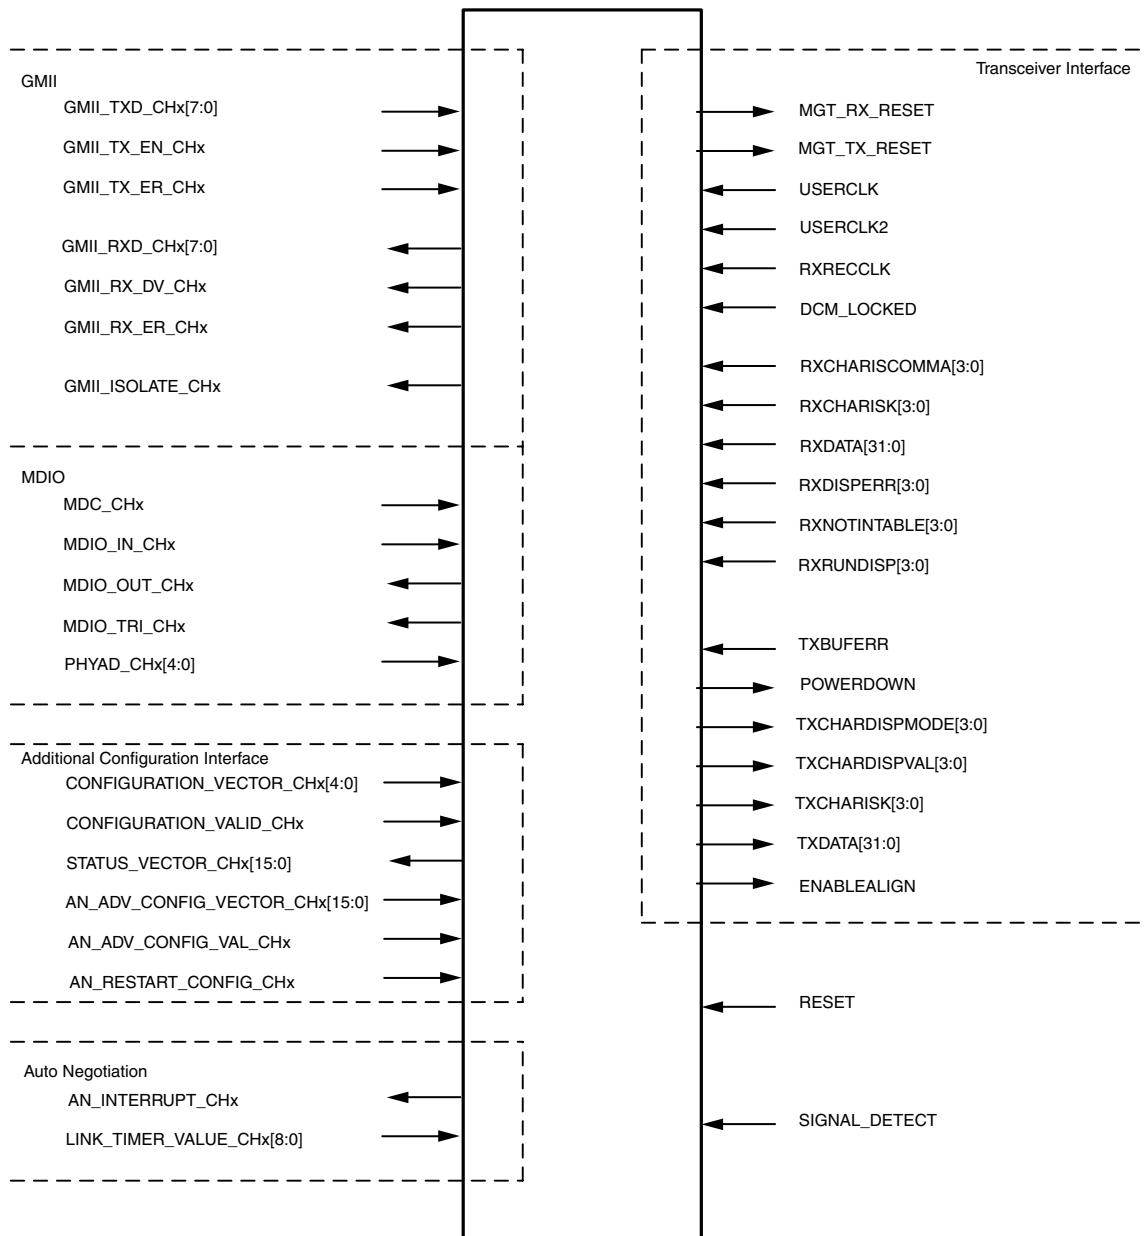 GMII
GMII_TXD_CHx[7:0]
GMII_TX_EN_CHx
GMII_TX_ER_CHx
GMII_RXD_CHx[7:0]
GMII_RX_DV_CHx
GMII_RX_ER_CHx
GMII_ISOLATE_CHx
MDIO
MDC_CHx
MDIO_IN_CHx
MDIO_OUT_CHx
MDIO_TRI_CHx
PHYAD_CHx[4:0]
Additional Configuration Interface
CONFIGURATION_VECTOR_CHx[4:0]
CONFIGURATION_VALID_CHx
STATUS_VECTOR_CHx[15:0]
AN_ADV_CONFIG_VECTOR_CHx[15:0]
AN_ADV_CONFIG_VAL_CHx
AN_RESTART_CONFIG_CHx
Auto Negotiation
AN_INTERRUPT_CHx
LINK_TIMER_VALUE_CHx[8:0]
Transceiver Interface
MGT_RX_RESET
MGT_TX_RESET
USERCLK
USERCLK2
RXRECCLK
DCM_LOCKED
RXCHARISCOMMA[3:0]
RXCHARISK[3:0]
RXDATA[31:0]
RXDISPERR[3:0]
RXNOTINTABLE[3:0]
RXRUNDISP[3:0]
TXBUFERR
POWERDOWN
TXCHARDISPMODE[3:0]
TXCHARDISPVAL[3:0]
TXCHARISK[3:0]
TXDATA[31:0]
ENABLEALIGN
RESET
SIGNAL_DETECT